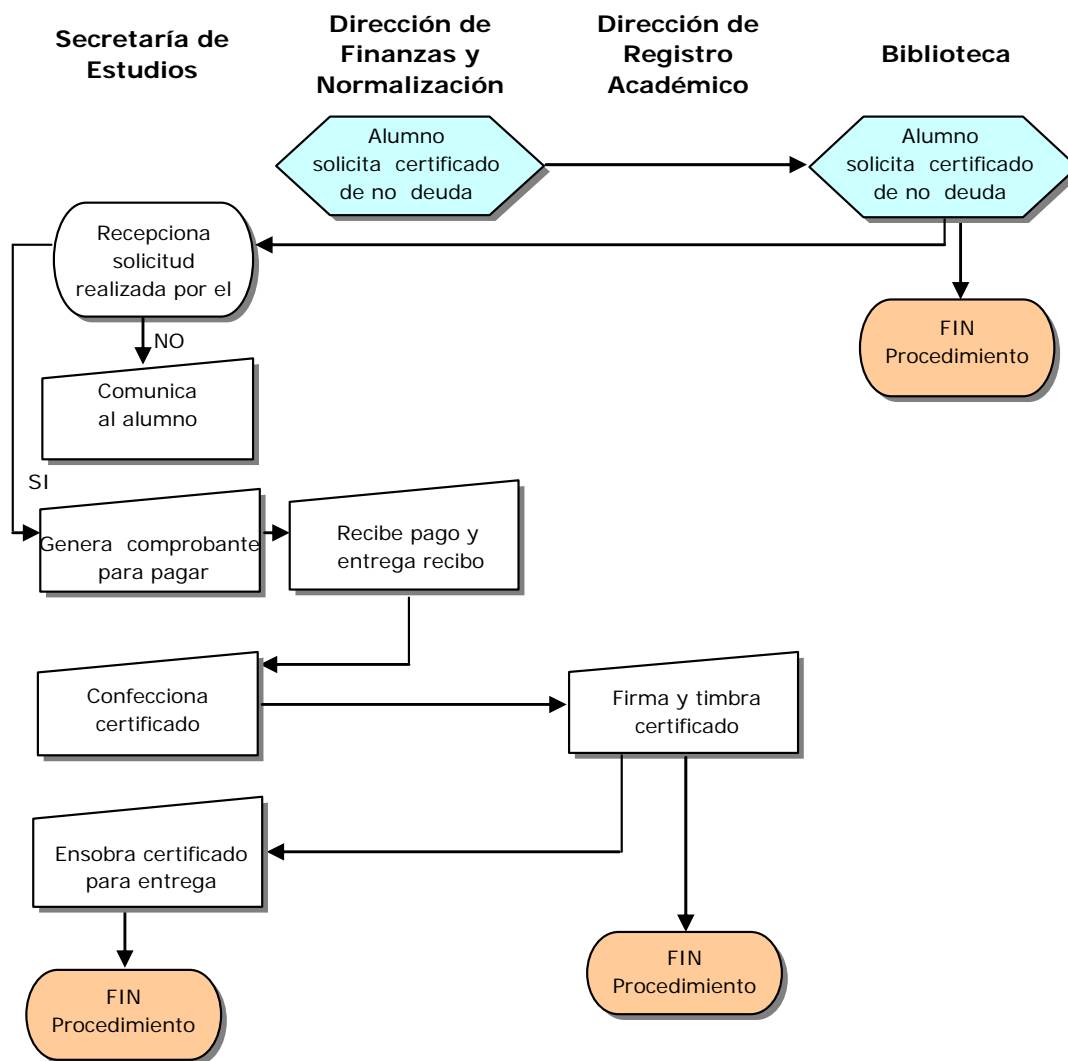 Secretaría de
Estudios
Dirección de
Finanzas y
Normalización
Dirección de
Registro
Académico
Biblioteca
Alumno
solicita certificado
de no deuda
Alumno
solicita certificado
de no deuda
Recepciona
solicitud
realizada por el
FIN
Procedimiento
NO
Comunica
al alumno
SI
Genera comprobante
para pagar
Recibe pago y
entrega recibo
Confecciona
certificado
Firma y timbra
certificado
Ensobra certificado
para entrega
FIN
Procedimiento
FIN
Procedimiento